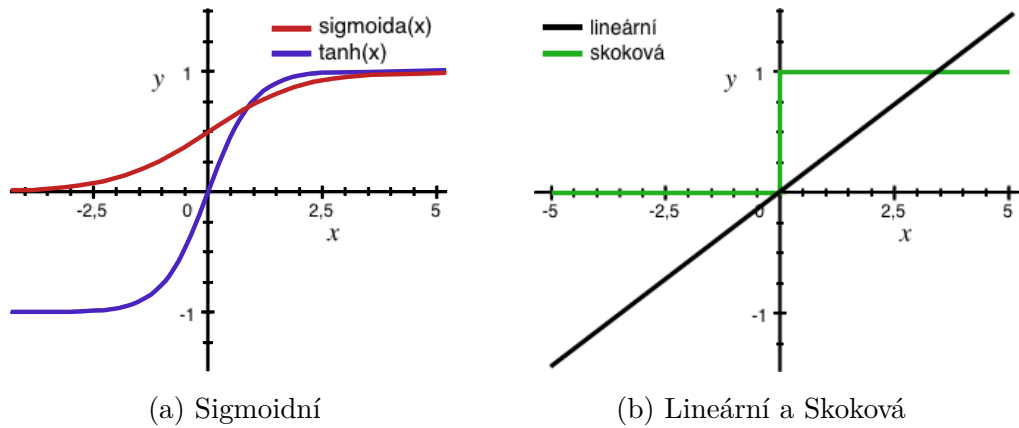 sigmoida(x)
tanh(x)
y
1
-2,5
0
2,5
5
x
-1
(a) Sigmoidní
lineární
skoková
y
1
-5
-2,5
0
2,5
5
x
-1
(b) Lineární a Skoková